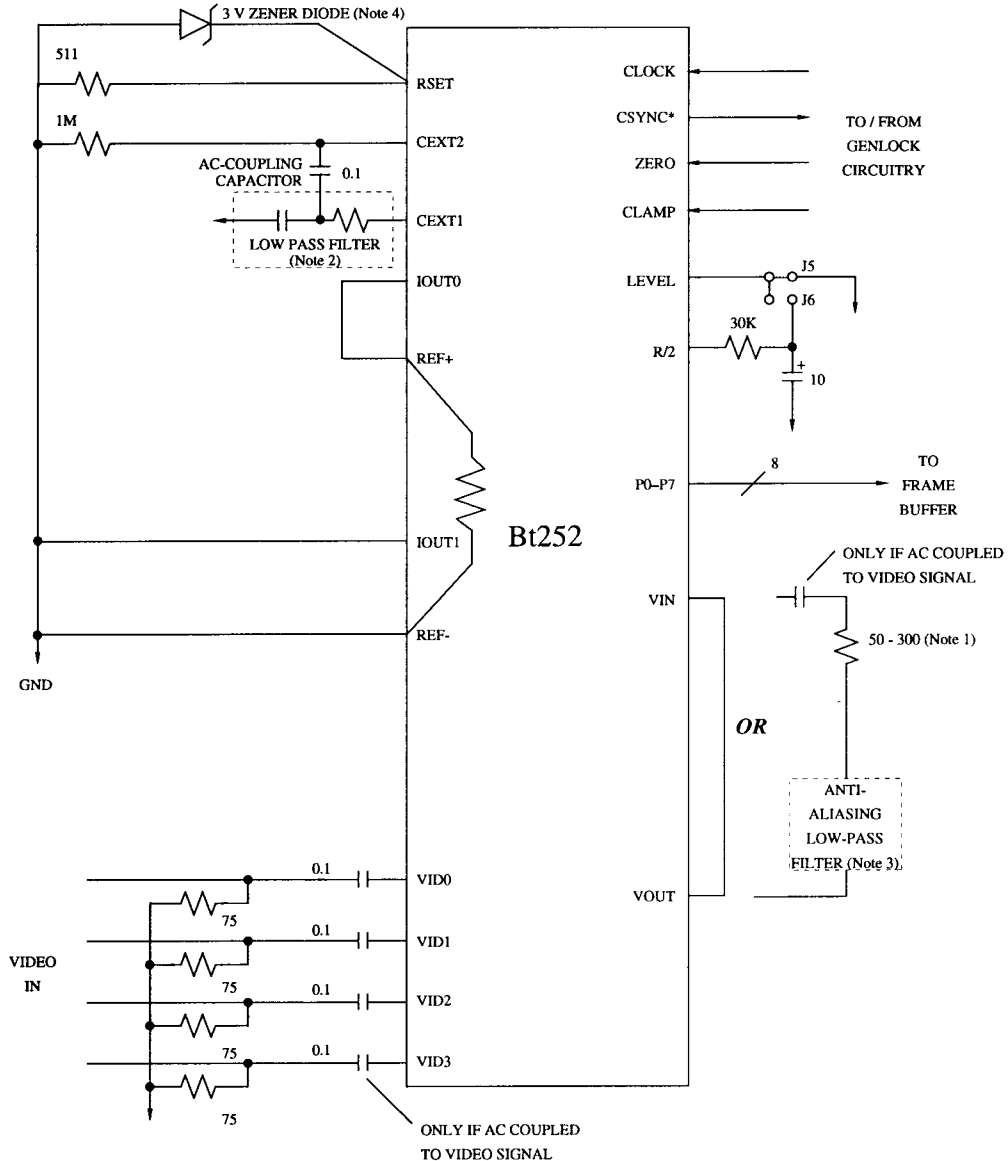 3 V ZENER DIODE (Note 4)
511
RSET
1M
CEXT2
AC-COUPLING
CAPACITOR
0.1
CEXT1
LOW PASS FILTER
(Note 2)
IOUT0
REF+
IOUT1
REF-
GND
Bt252
CLOCK
CSYNC*
ZERO
CLAMP
TO / FROM
GENLOCK
CIRCUITRY
LEVEL
J5
J6
30K
R/2
+
10
P0–P7
8
TO
FRAME
BUFFER
ONLY IF AC COUPLED
TO VIDEO SIGNAL
VIN
50 - 300 (Note 1)
OR
ANTI-
ALIASING
LOW-PASS
FILTER (Note 3)
VOUT
VIDEO
IN
0.1
VID0
75
0.1
VID1
75
0.1
VID2
75
0.1
VID3
75
ONLY IF AC COUPLED
TO VIDEO SIGNAL